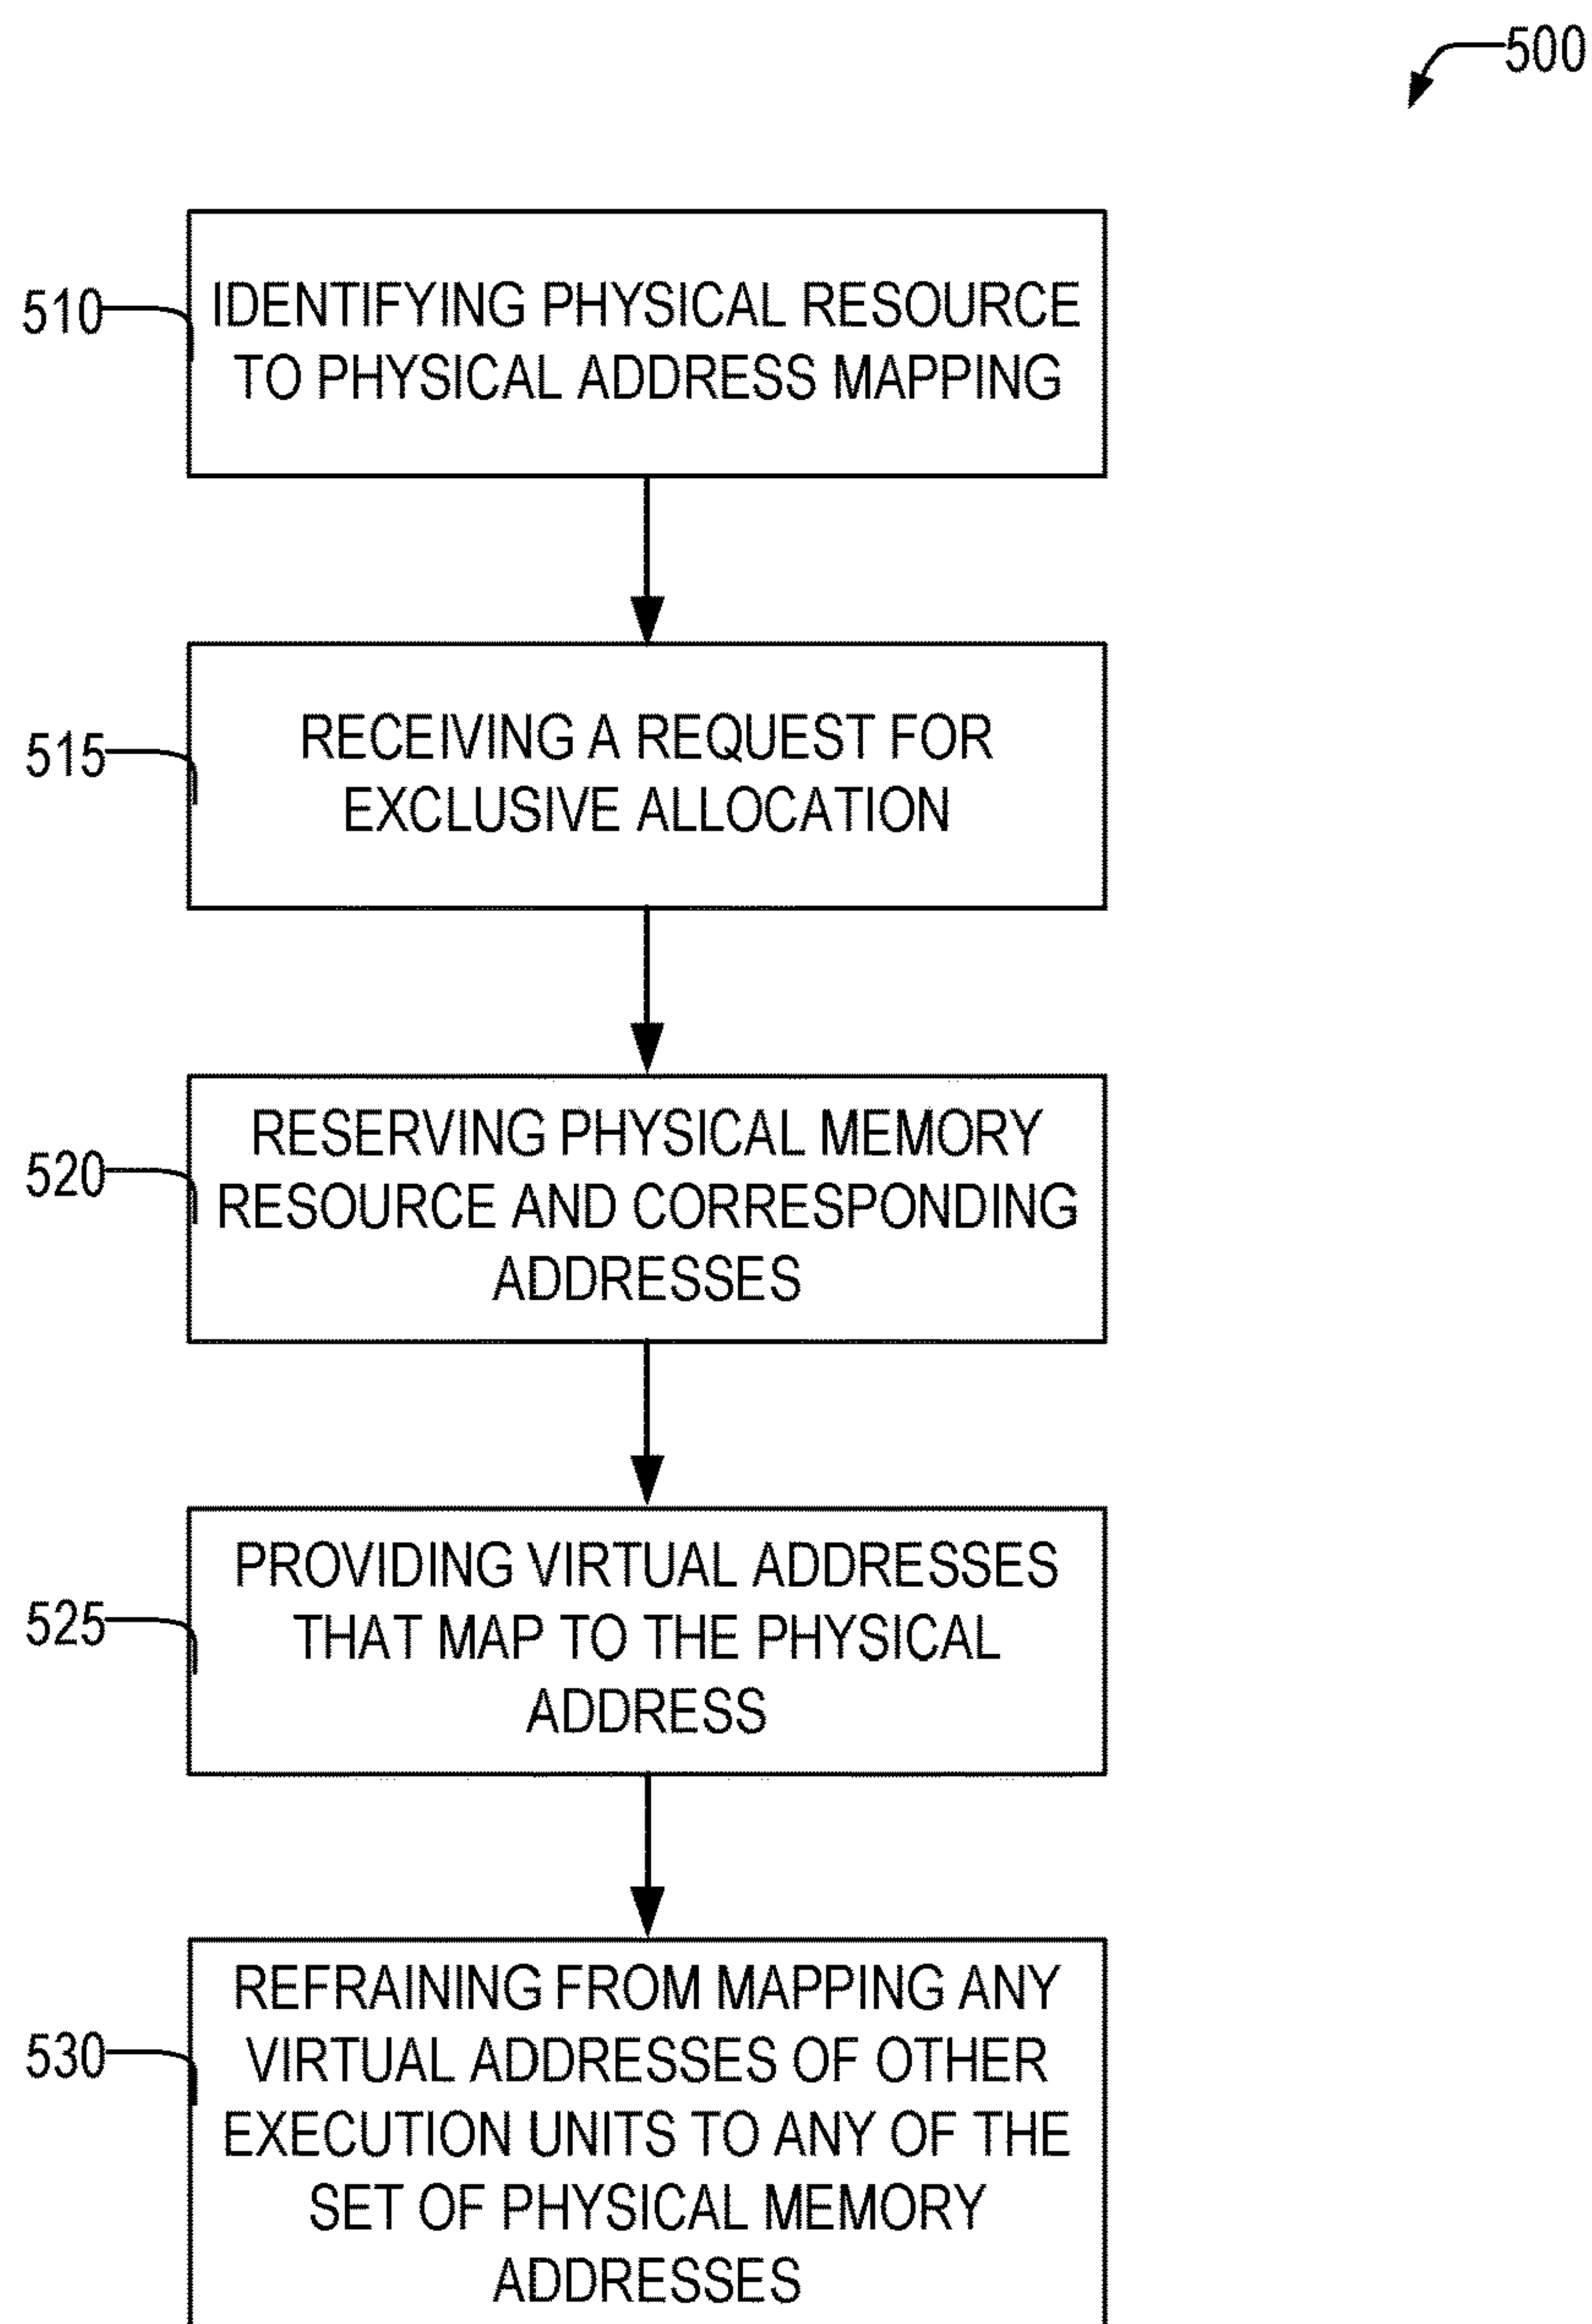 500
510
IDENTIFYING PHYSICAL RESOURCE
TO PHYSICAL ADDRESS MAPPING
515
RECEIVING A REQUEST FOR
EXCLUSIVE ALLOCATION
520
RESERVING PHYSICAL MEMORY
RESOURCE AND CORRESPONDING
ADDRESSES
525
PROVIDING VIRTUAL ADDRESSES
THAT MAP TO THE PHYSICAL
ADDRESS
530
REFRAINING FROM MAPPING ANY
VIRTUAL ADDRESSES OF OTHER
EXECUTION UNITS TO ANY OF THE
SET OF PHYSICAL MEMORY
ADDRESSES